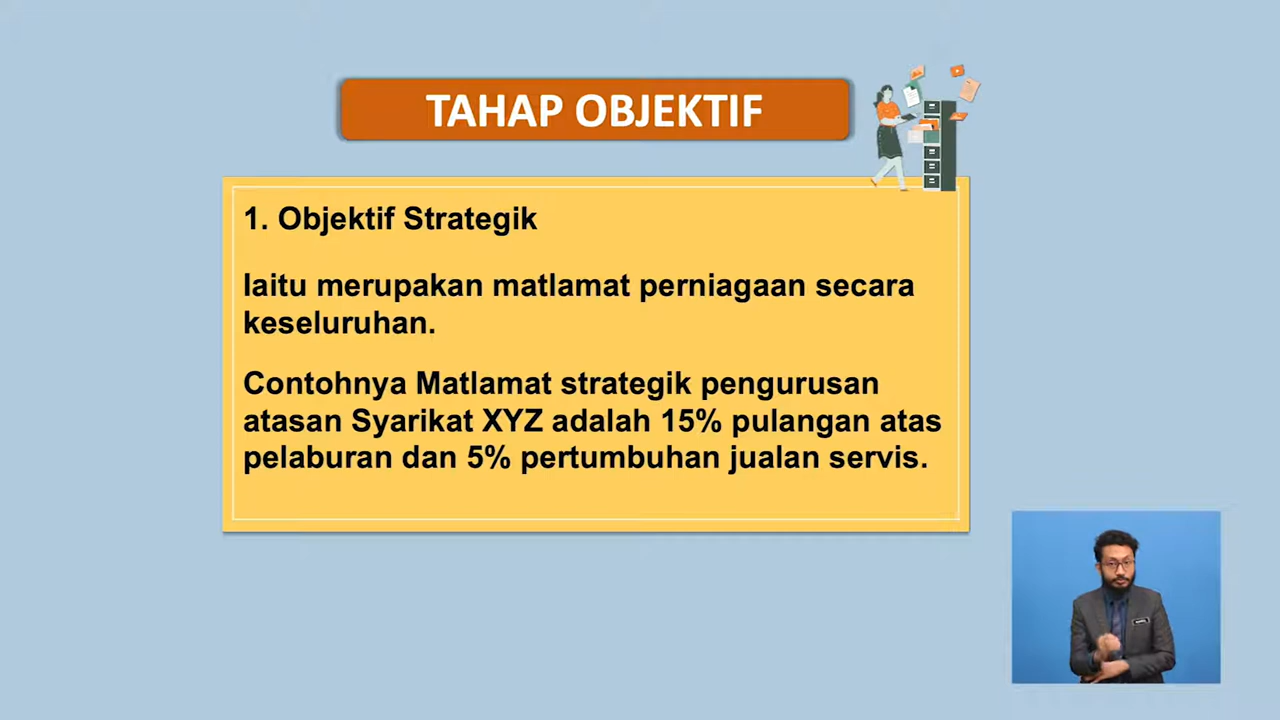 TAHAP OBJEKTIF
1. Objektif Strategik
Iaitu merupakan matlamat perniagaan secara
keseluruhan.
Contohnya Matlamat strategik pengurusan
atasan Syarikat XYZ adalah 15% pulangan atas
pelaburan dan 5% pertumbuhan jualan servis.